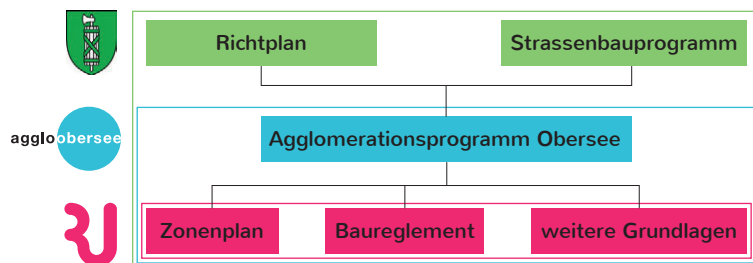 Richtplan
Strassenbauprogramm
agglo obersee
Agglomerationsprogramm Obersee
Zonenplan
Baureglement
weitere Grundlagen